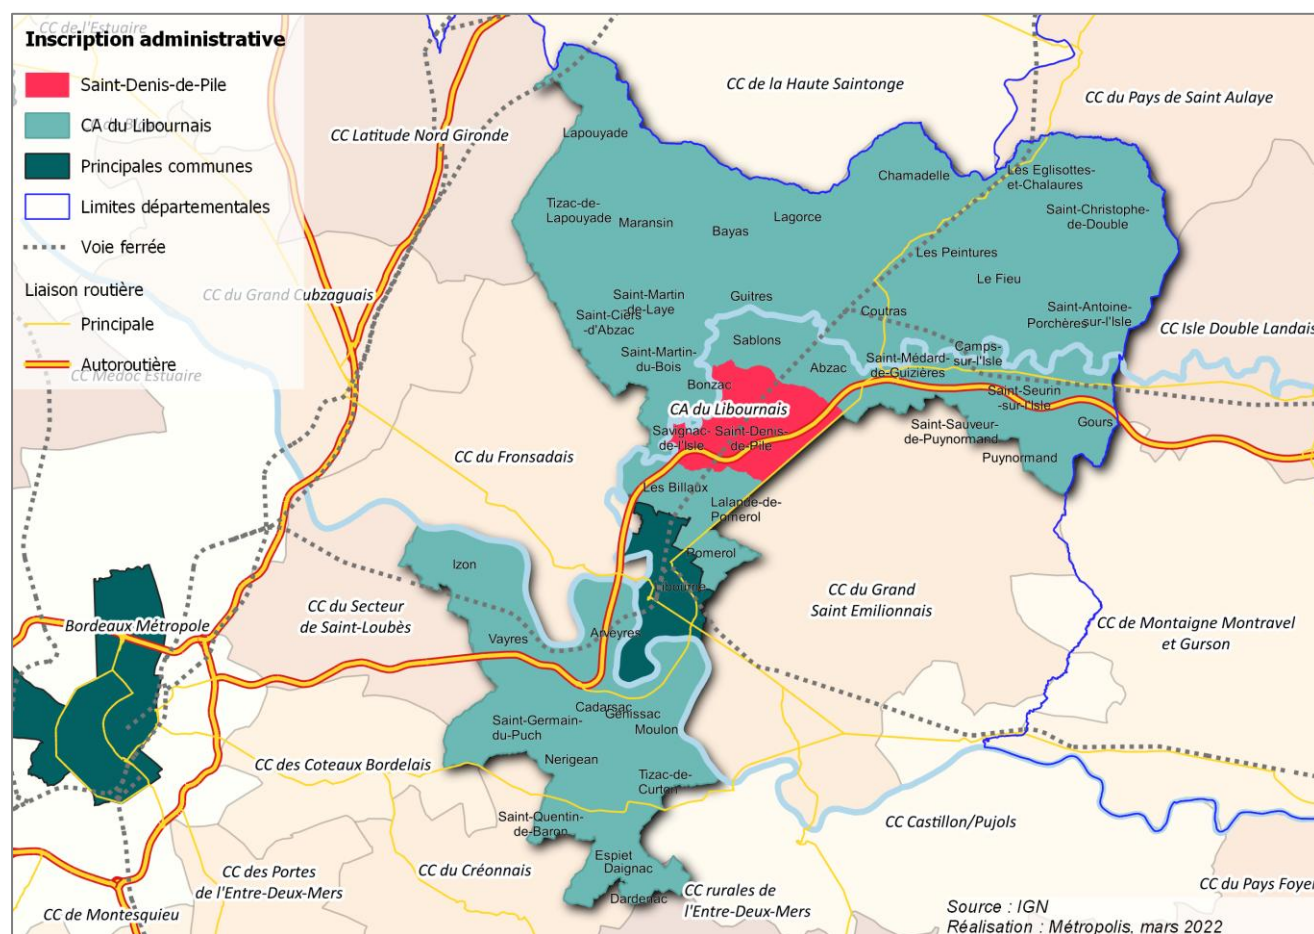 CC de l'Estuaire
Inscription administrative
Saint-Denis-de-Pile
CA du Libournais
Principales communes
Limites départementales
Voie ferrée
Liaison routière
Principale
Autoroutière
CC Latitude Nord Gironde
CC de la Haute Saintonge
CC du Pays de Saint Aulaye
CC du Grand Cubzaguais
CC Médoc Estuaire
Lapouyade
Chamadelle
Les Eglisottes-
et-Chalaures
Tizac-de-
Lapouyade
Maransin
Bayas
Lagorce
Saint-Christophe-
de-Double
Les Peintures
Le Fieu
Saint-Martin
de-Laye
Guitres
Saint-Ciers
-d'Abzac
Coutras
Saint-Antoine-
sur-l'Isle
Porchères
CC Isle Double Landais
Sablons
Saint-Martin-
du-Bois
Abzac
Saint-Médard-
de-Guizières
Camps-
sur-l'Isle
Bonzac
CA du Libournais
Saint-Seurin
-sur-l'Isle
Gours
Savignac-
de-l'Isle
Saint-Denis-
de-Pile
Saint-Sauveur-
de-Puynormand
Puynormand
CC du Fronsadais
Les Billaux
Lalande-de-
Pomerol
Pomerol
Izon
Libourne
CC du Grand
Saint Emilionnais
CC du Secteur
de Saint-Loubès
Bordeaux Métropole
Vayres
Arveyres
CC de Montaigne Montravel
et Gurson
Cadarsac
Génissac
Moulon
Saint-Germain-
du-Puch
Nerigean
CC des Coteaux Bordelais
Tizac-de-
Curton
Saint-Quentin-
de-Baron
CC Castillon/Pujols
Espiet
Daignac
Dardenac
CC du Créonnais
CC des Portes
de l'Entre-Deux-Mers
CC rurales de
l'Entre-Deux-Mers
CC du Pays Foyen
CC de Montesquieu
Source : IGN
Réalisation : Métropolis, mars 2022